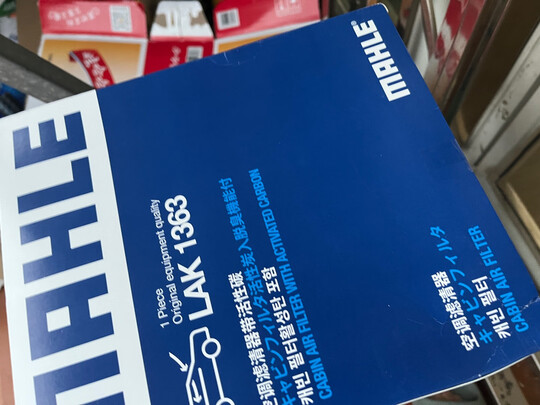 MAHLE
MAHLE
1 Piece
Original equipment quality
LAK 1363
空调滤清器带活性碳
キャビンフィルタ活性炭入脱臭機能付
캐빈 필터활성탄 포함
CABIN AIR FILTER WITH ACTIVATED CARBON
空调滤清器
キャビンフィルタ
캐빈 필터
CABIN AIR FILTER